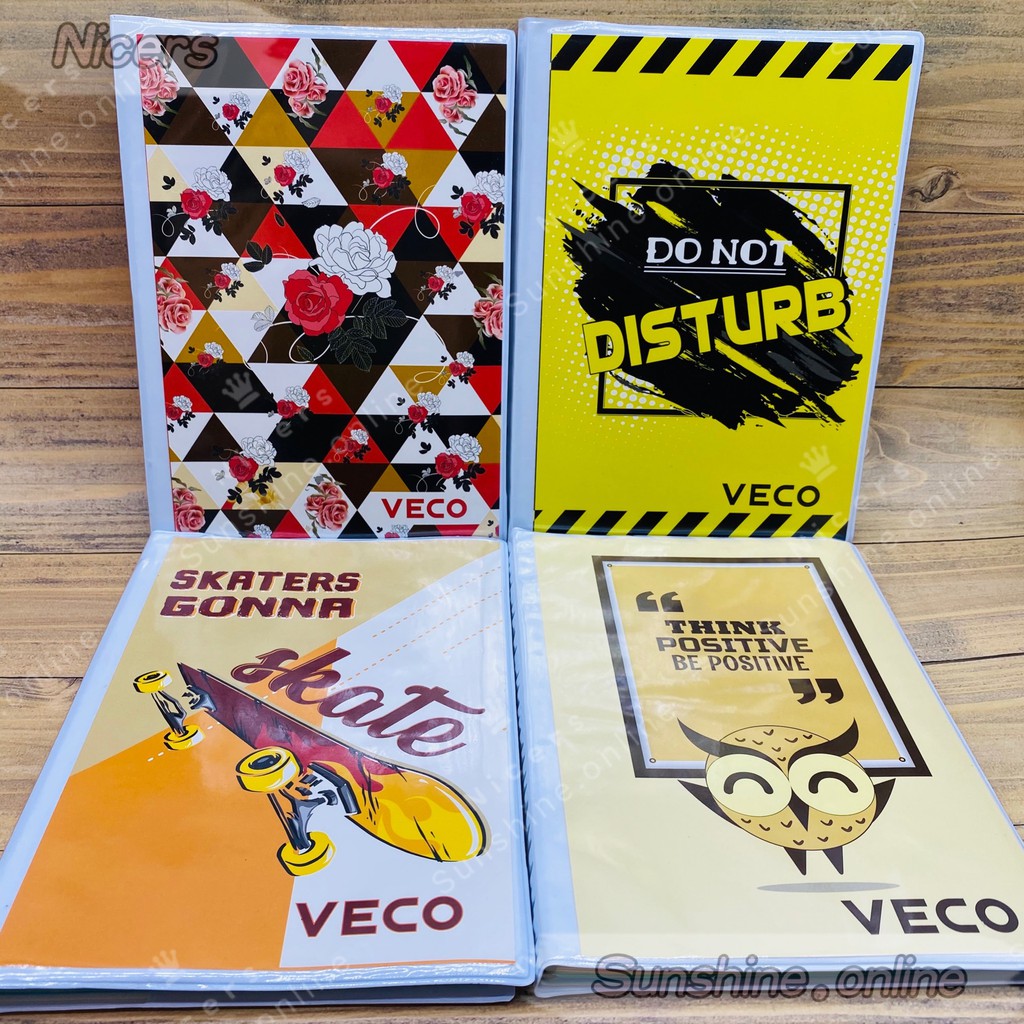 Nicers
VECO
DO NOT
DISTURB
VECO
SKATERS
GONNA
skate
VECO
“
THINK
POSITIVE
BE POSITIVE
”
VECO
Sunshine.online